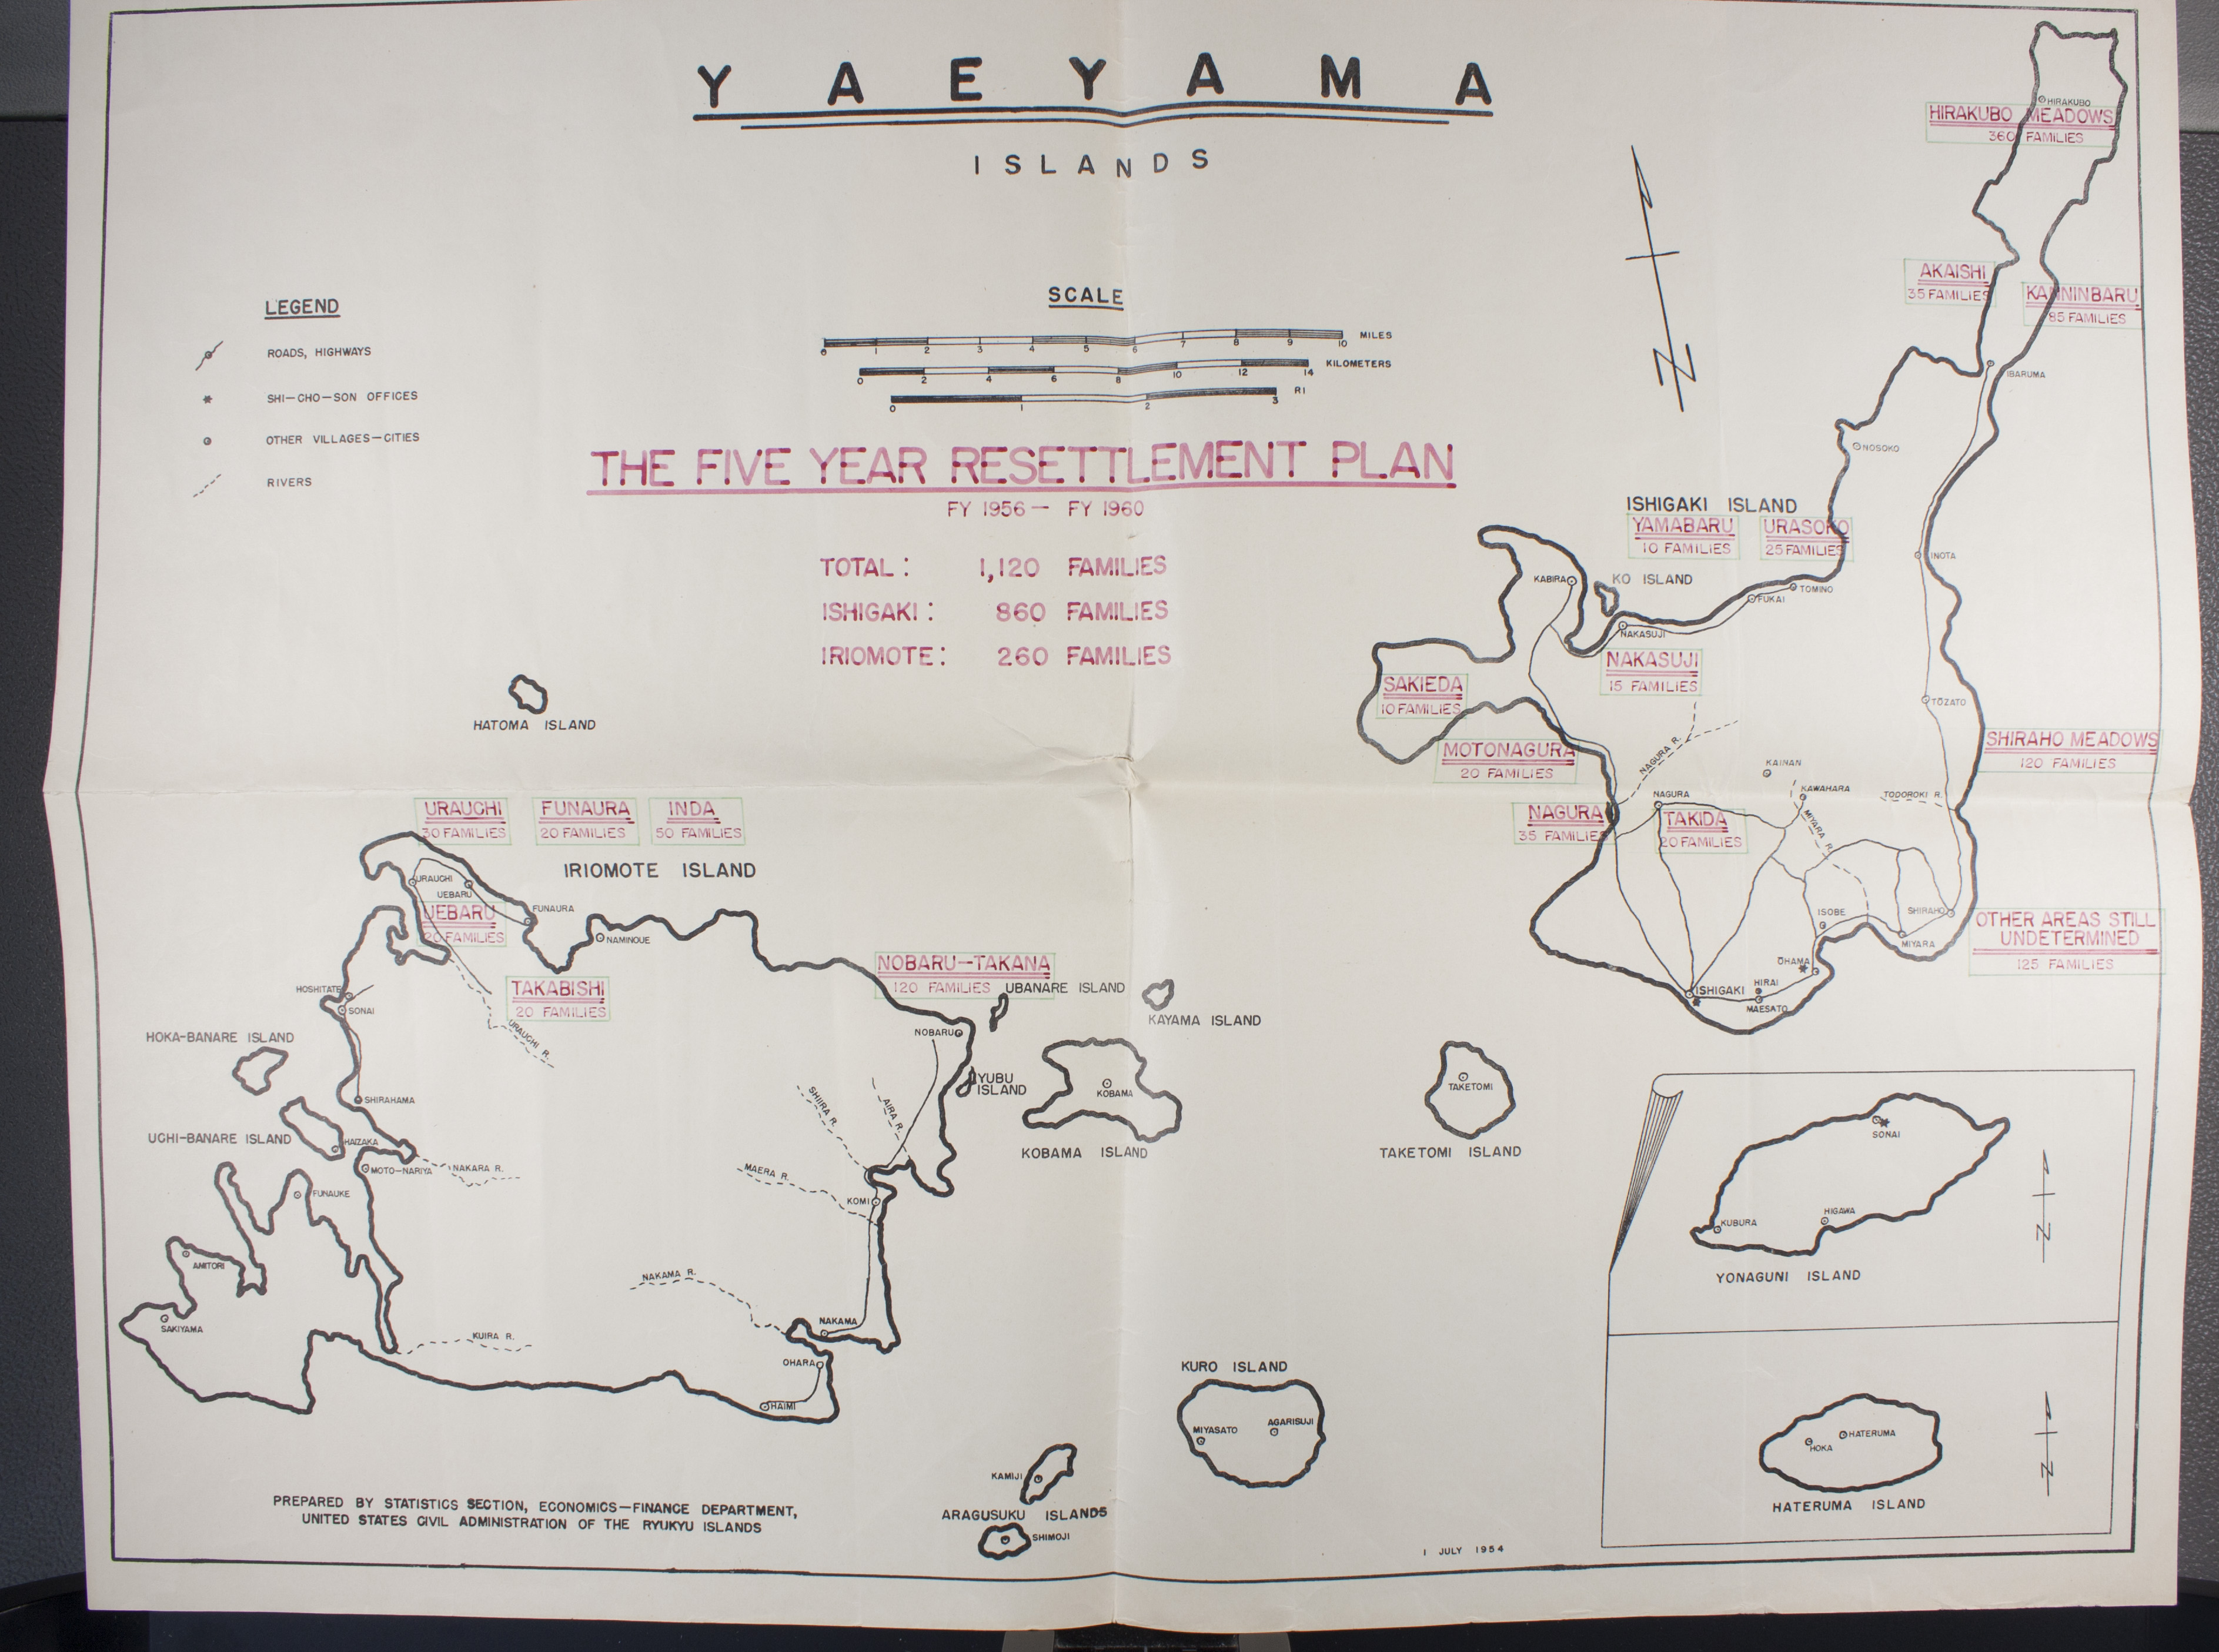 YAEYAMA
ISLANDS
LEGEND
ROADS, HIGHWAYS
SHI-CHO-SON OFFICES
OTHER VILLAGES-CITIES
RIVERS
SCALE
0 1 2 3 4 5 6 7 8 9 10 MILES
0 2 4 6 8 10 12 14 KILOMETERS
0 1 2 3 RI
N
THE FIVE YEAR RESETTLEMENT PLAN
FY 1956 - FY 1960
TOTAL: 1,120 FAMILIES
ISHIGAKI: 860 FAMILIES
IRIOMOTE: 260 FAMILIES
HIRAKUBO
HIRAKUBO MEADOWS
360 FAMILIES
AKAISHI
35 FAMILIES
KANNINBARU
85 FAMILIES
IBARUMA
NOSOKO
ISHIGAKI ISLAND
YAMABARU
10 FAMILIES
URASOKO
25 FAMILIES
INOTA
KABIRA
KO ISLAND
TOMINO
FUKAI
NAKASUJI
NAKASUJI
15 FAMILIES
SAKIEDA
10 FAMILIES
TŌZATO
MOTONAGURA
20 FAMILIES
NAGURA R.
SHIRAHO MEADOWS
120 FAMILIES
KAINAN
KAWAHARA
TODOROKI R.
NAGURA
NAGURA
35 FAMILIES
TAKIDA
20 FAMILIES
MIYARA R.
ISOBE
SHIRAHO
MIYARA
OTHER AREAS STILL
UNDETERMINED
125 FAMILIES
ŌHAMA
HIRAI
ISHIGAKI
MAESATO
HATOMA ISLAND
URAUCHI
30 FAMILIES
FUNAURA
20 FAMILIES
INDA
50 FAMILIES
IRIOMOTE ISLAND
URAUCHI
UEBARU
UEBARU
20 FAMILIES
FUNAURA
NAMINOUE
TAKABISHI
20 FAMILIES
URAUCHI R.
NOBARU-TAKANA
120 FAMILIES
UBANARE ISLAND
KAYAMA ISLAND
HOSHITATE
SONAI
NOBARU
HOKA-BANARE ISLAND
YUBU
ISLAND
KOBAMA
KOBAMA ISLAND
TAKETOMI
TAKETOMI ISLAND
SHIRAHAMA
SHIIRA R.
AIRA R.
UCHI-BANARE ISLAND
HAIZAKA
MOTO-NARIYA
NAKARA R.
MAERA R.
FUNAUKE
KOMI
AMITORI
NAKAMA R.
SAKIYAMA
KUIRA R.
NAKAMA
OHARA
HAIMI
KURO ISLAND
MIYASATO
AGARISUJI
KAMIJI
ARAGUSUKU ISLANDS
SHIMOJI
SONAI
KUBURA
HIGAWA
YONAGUNI ISLAND
N
HATERUMA
HOKA
HATERUMA ISLAND
N
PREPARED BY STATISTICS SECTION, ECONOMICS-FINANCE DEPARTMENT,
UNITED STATES CIVIL ADMINISTRATION OF THE RYUKYU ISLANDS
1 JULY 1954